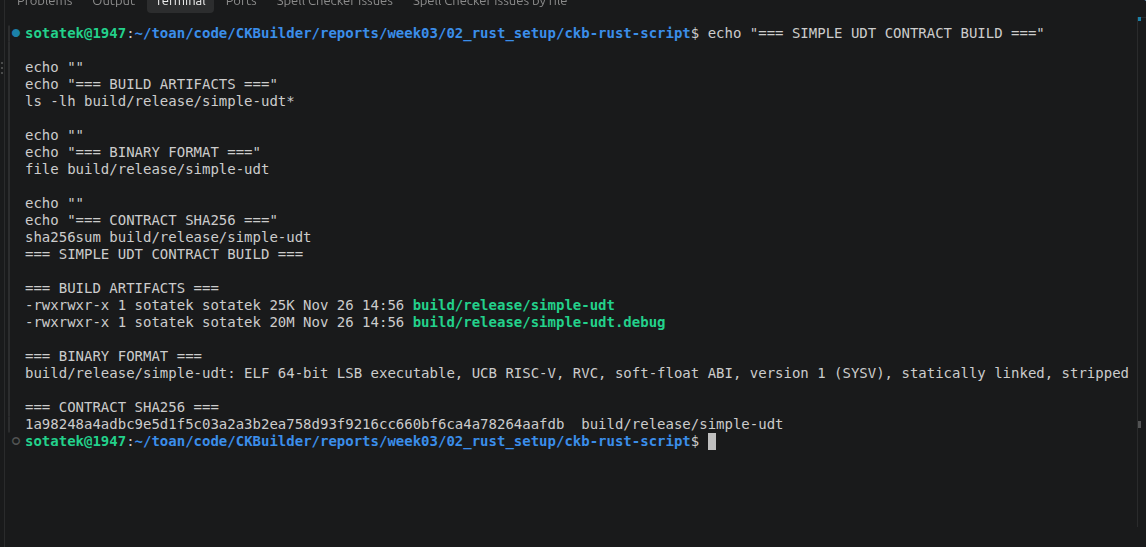 Problems Output Terminal Ports Spell Checker Issues Spell Checker Issues by File
sotatek@1947:~/toan/code/CKBuilder/reports/week03/02_rust_setup/ckb-rust-script$ echo "=== SIMPLE UDT CONTRACT BUILD ==="
echo ""
echo "=== BUILD ARTIFACTS ==="
ls -lh build/release/simple-udt*
echo ""
echo "=== BINARY FORMAT ==="
file build/release/simple-udt
echo ""
echo "=== CONTRACT SHA256 ==="
sha256sum build/release/simple-udt
=== SIMPLE UDT CONTRACT BUILD ===
=== BUILD ARTIFACTS ===
-rwxrwxr-x 1 sotatek sotatek 25K Nov 26 14:56 build/release/simple-udt
-rwxrwxr-x 1 sotatek sotatek 20M Nov 26 14:56 build/release/simple-udt.debug
=== BINARY FORMAT ===
build/release/simple-udt: ELF 64-bit LSB executable, UCB RISC-V, RVC, soft-float ABI, version 1 (SYSV), statically linked, stripped
=== CONTRACT SHA256 ===
1a98248a4adbc9e5d1f5c03a2a3b2ea758d93f9216cc660bf6ca4a78264aafdb  build/release/simple-udt
sotatek@1947:~/toan/code/CKBuilder/reports/week03/02_rust_setup/ckb-rust-script$